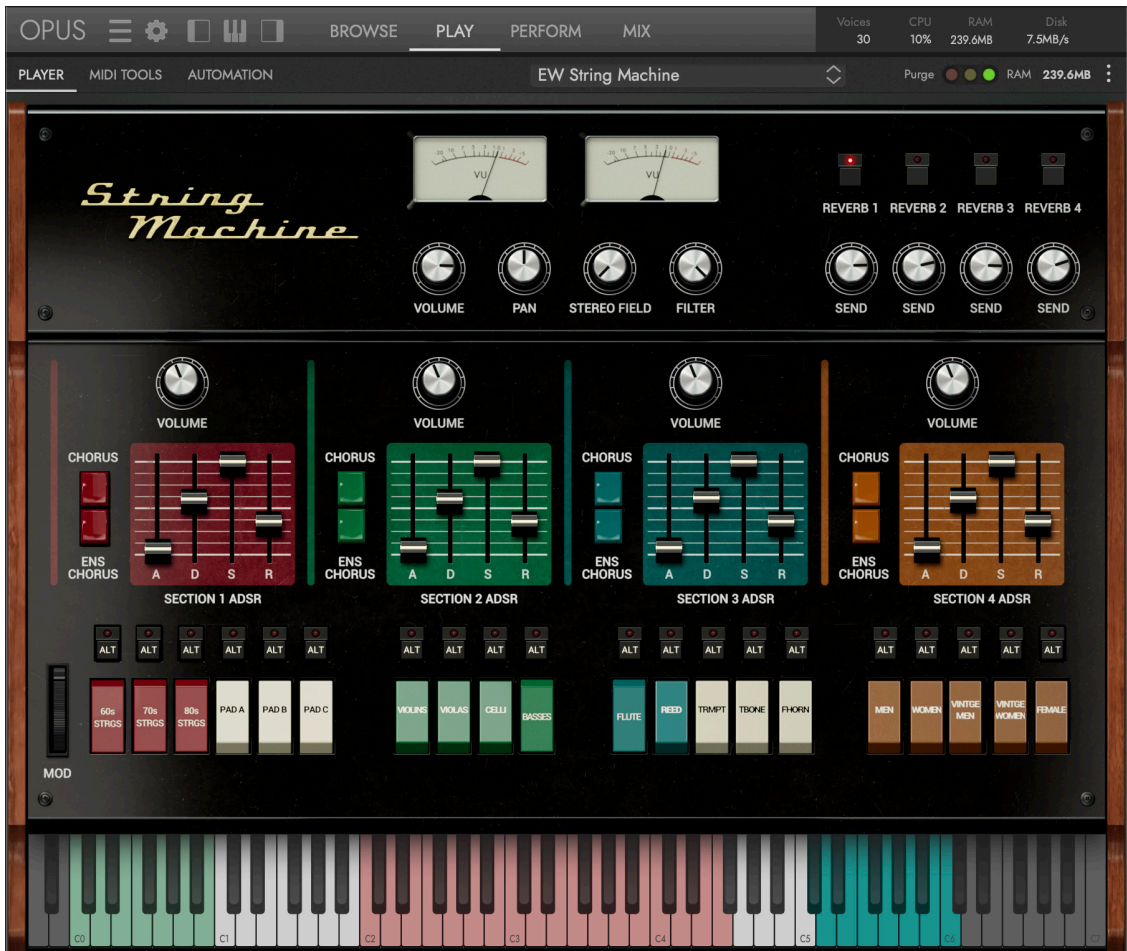 OPUS BROWSE PLAY PERFORM MIX
Voices CPU RAM Disk
30 10% 239.6MB 7.5MB/s
PLAYER MIDI TOOLS AUTOMATION EW String Machine Purge RAM 239.6MB
String
Machine
VU VU
REVERB 1 REVERB 2 REVERB 3 REVERB 4
VOLUME PAN STEREO FIELD FILTER SEND SEND SEND SEND
VOLUME VOLUME VOLUME VOLUME
CHORUS CHORUS CHORUS CHORUS
ENS CHORUS A D S R ENS CHORUS A D S R ENS CHORUS A D S R ENS CHORUS A D S R
SECTION 1 ADSR SECTION 2 ADSR SECTION 3 ADSR SECTION 4 ADSR
ALT ALT ALT ALT ALT ALT ALT ALT ALT ALT ALT ALT ALT ALT ALT ALT ALT ALT ALT ALT
60s STRGS 70s STRGS 80s STRGS PAD A PAD B PAD C VIOLINS VIOLAS CELLI BASSES FLUTE REED TRMPT TBONE FHORN MEN WOMEN VINTGE MEN VINTGE WOMEN FEMALE
MOD
C0 C1 C2 C3 C4 C5 C6 C7